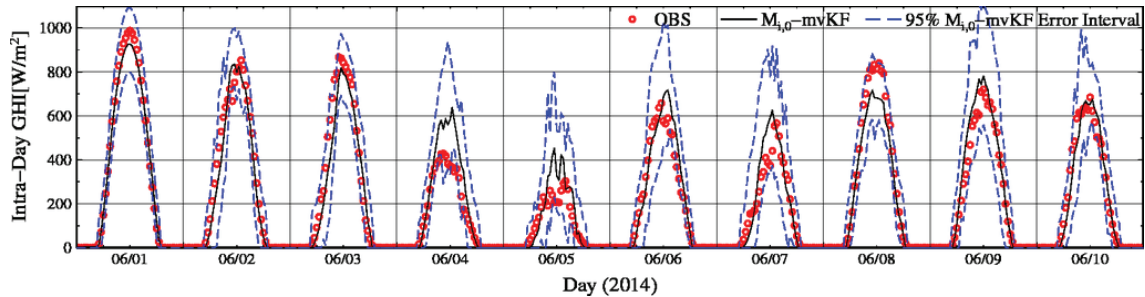 OBS M_{i,0}−mvKF 95% M_{i,0}−mvKF Error Interval
Intra−Day GHI[W/m²]
1000
800
600
400
200
0
06/01 06/02 06/03 06/04 06/05 06/06 06/07 06/08 06/09 06/10
Day (2014)